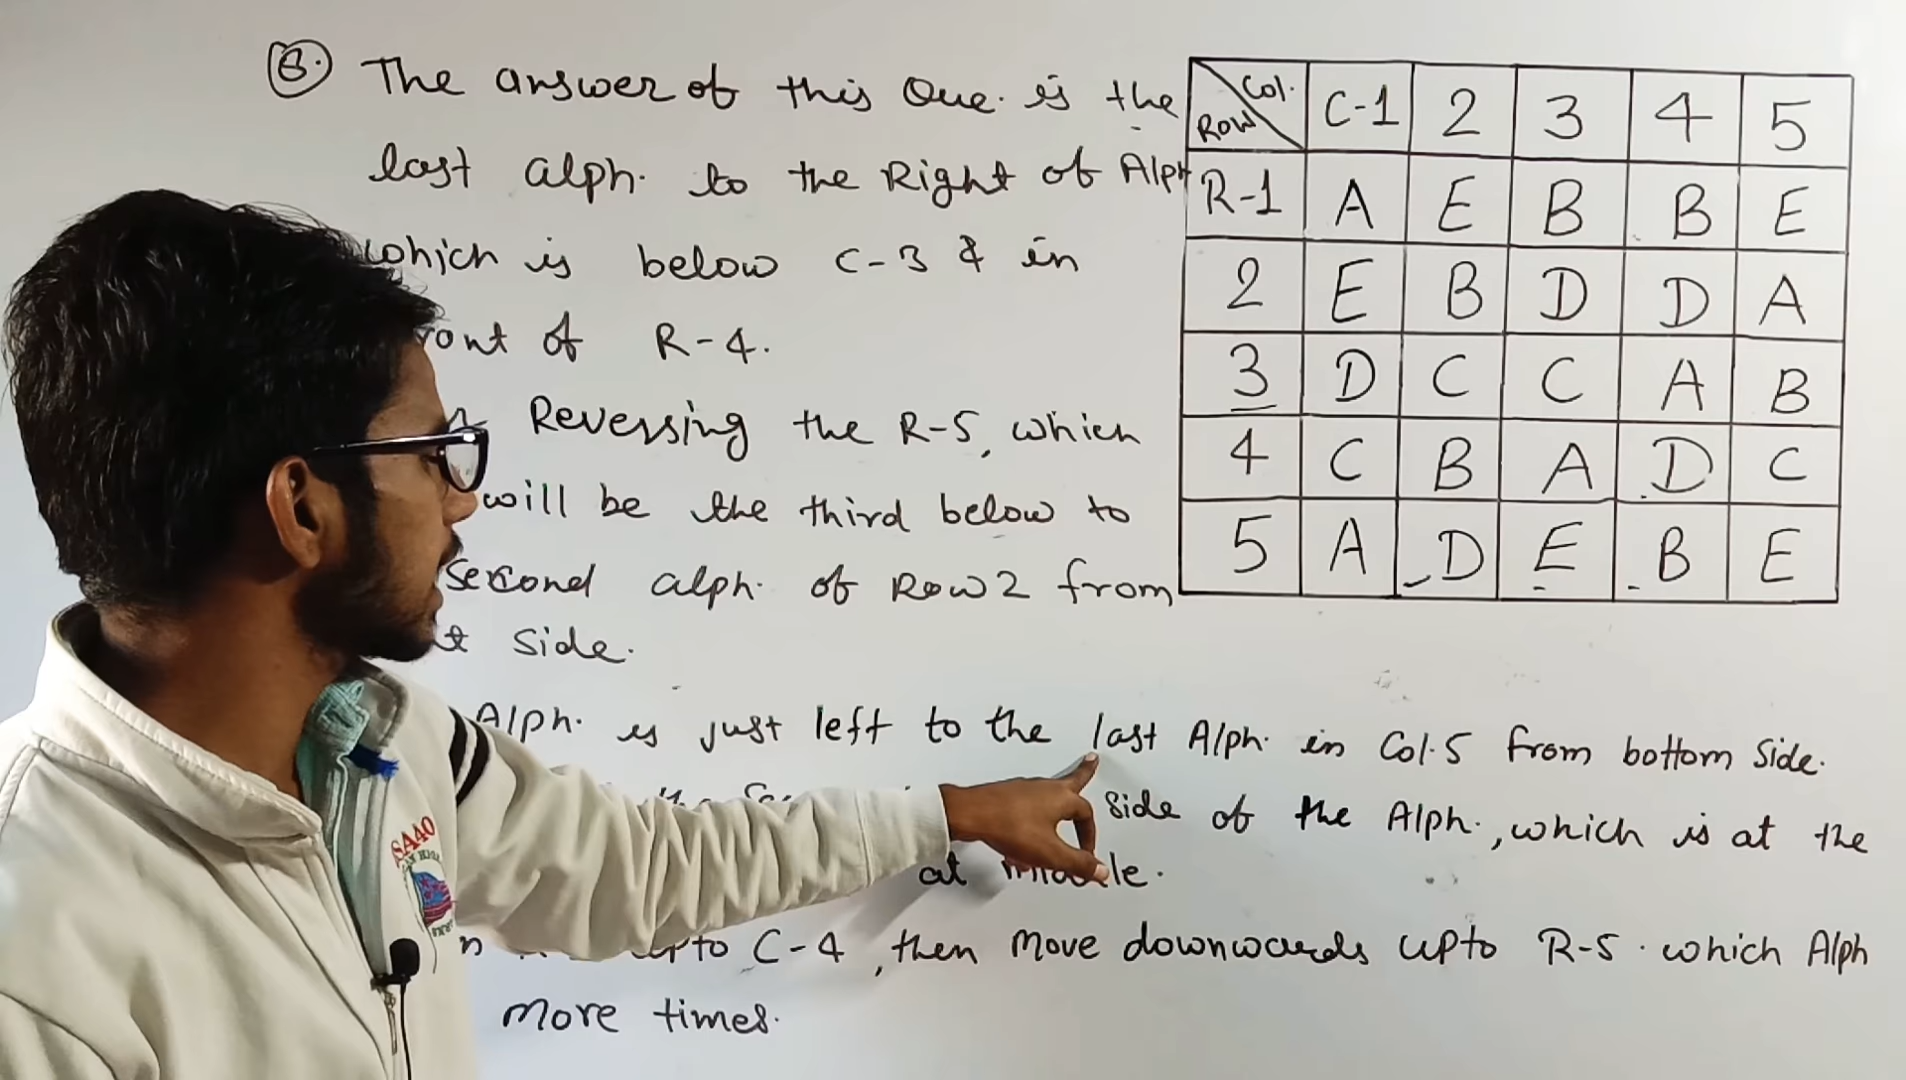 6. The answer of this Que. is the
last alph. to the Right of Alph
which is below C-3 & in
ront of R-4.
Reversing the R-5, which
will be the third below to
second alph. of Row 2 from
side.
Alph. is just left to the last Alph. in Col.5 from bottom side.
side of the Alph., which is at the
at middle.
upto C-4, then move downwards upto R-5. which Alph
more times.
Col. Row C-1 2 3 4 5
R-1 A E B B E
2 E B D D A
3 D C C A B
4 C B A D C
5 A D E B E